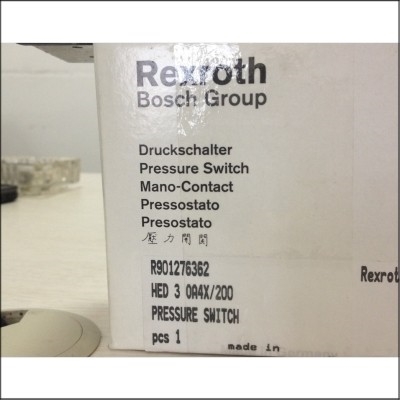 Rexroth
Bosch Group
Druckschalter
Pressure Switch
Mano-Contact
Pressostato
Presostato
壓力開關
R901276362
HED 3 OA4X/200
PRESSURE SWITCH
pcs 1
Rexrot
made in Germany